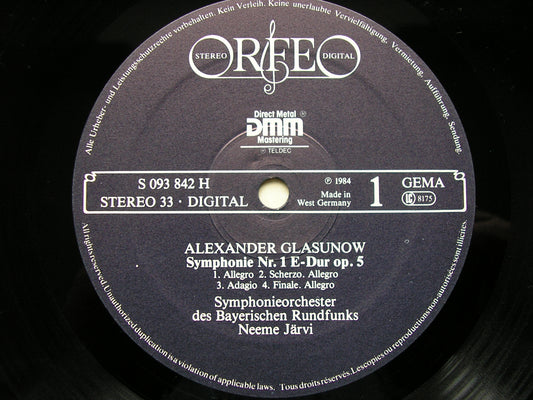 Alle Urheber- und Leistungsschutzrechte vorbehalten. Kein Verleih. Keine unerlaubte Vervielfältigung, Vermietung, Aufführung, Sendung.
ORFEO
STEREO DIGITAL
Direct Metal
DMM
Mastering
TELDEC
S 093 842 H
STEREO 33 · DIGITAL
℗ 1984
Made in
West Germany
1
GEMA
LC 8175
ALEXANDER GLASUNOW
Symphonie Nr. 1 E-Dur op. 5
1. Allegro 2. Scherzo. Allegro
3. Adagio 4. Finale. Allegro
Symphonieorchester
des Bayerischen Rundfunks
Neeme Järvi
All rights reserved. Unauthorized duplication is a violation of applicable laws. Tous droits réservés. Les copies ou reproductions non autorisées sont illicites.